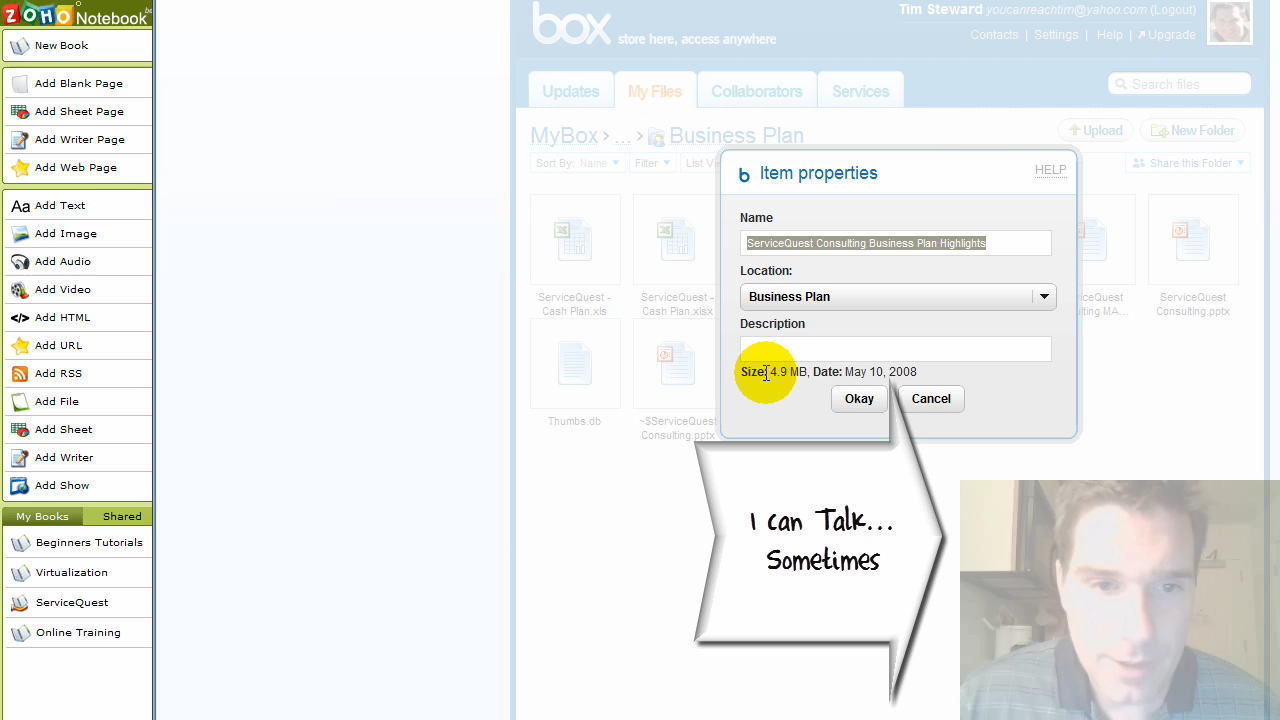 ZOHO Notebook
New Book
Add Blank Page
Add Sheet Page
Add Writer Page
Add Web Page
Aa Add Text
Add Image
Add Audio
Add Video
</> Add HTML
Add URL
Add RSS
Add File
Add Sheet
Add Writer
Add Show
My Books Shared
Beginners Tutorials
Virtualization
ServiceQuest
Online Training
box store here, access anywhere
Tim Steward youcanreachtim@yahoo.com (Logout)
Contacts | Settings | Help | Upgrade
Updates My Files Collaborators Services
Search files
MyBox > ... > Business Plan
Upload New Folder
Sort By: Name Filter List
Share this Folder
ServiceQuest -
Cash Plan.xls
ServiceQuest -
Cash Plan.xlsx
Consulting MA...
ServiceQuest
Consulting.pptx
Thumbs.db
~$ServiceQuest
Consulting.pptx
b Item properties HELP
Name
ServiceQuest Consulting Business Plan Highlights
Location:
Business Plan
Description
Size: 4.9 MB, Date: May 10, 2008
Okay Cancel
I can Talk...
Sometimes